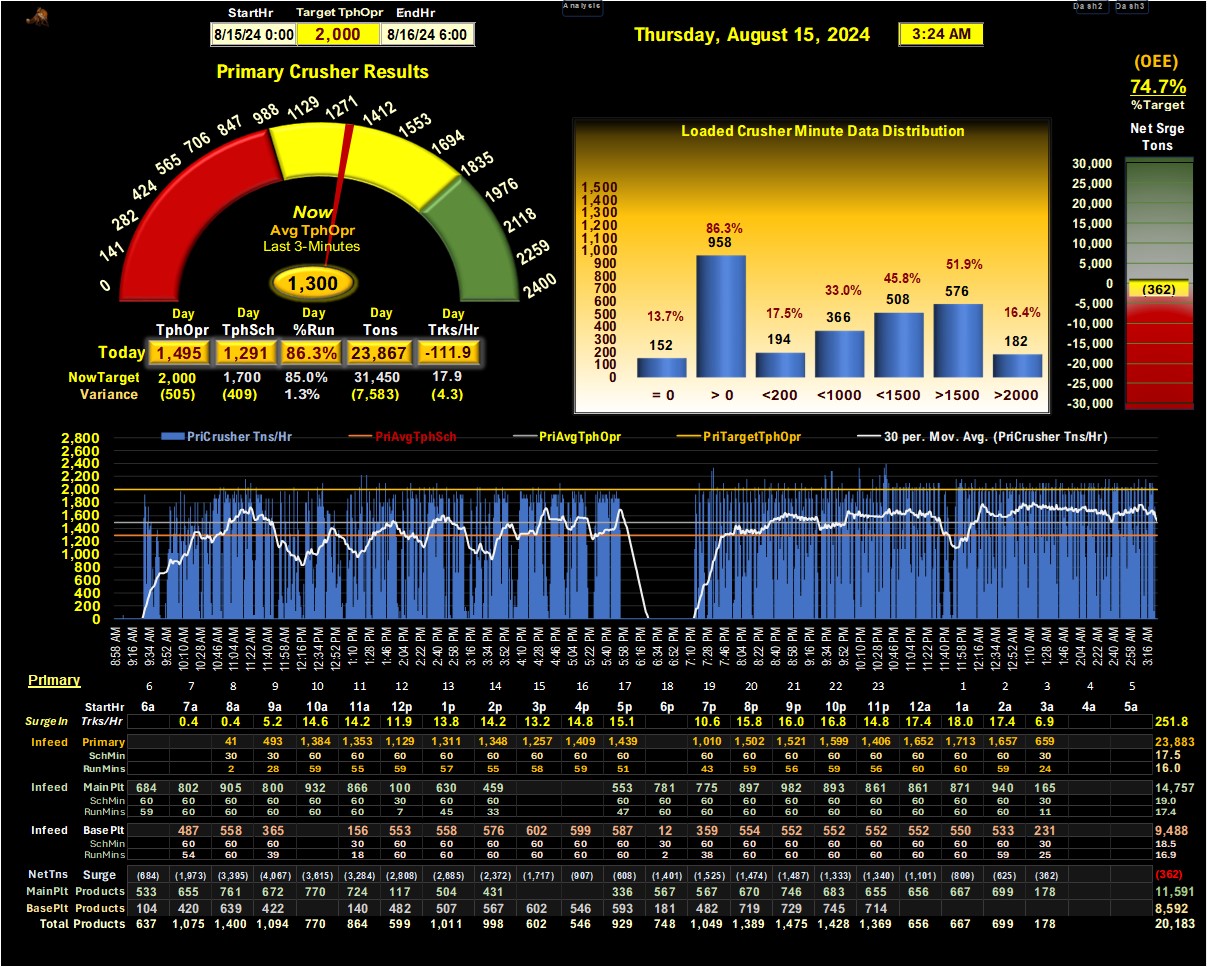 Analysis
Dash2 Dash3
StartHr Target TphOpr EndHr
8/15/24 0:00 2,000 8/16/24 6:00
Thursday, August 15, 2024 3:24 AM
(OEE)
74.7%
%Target
Primary Crusher Results
0 141 282 424 565 706 847 988 1129 1271 1412 1553 1694 1835 1976 2118 2259 2400
Now
Avg TphOpr
Last 3-Minutes
1,300
Day Day Day Day Day
TphOpr TphSch %Run Tons Trks/Hr
Today 1,495 1,291 86.3% 23,867 -111.9
NowTarget 2,000 1,700 85.0% 31,450 17.9
Variance (505) (409) 1.3% (7,583) (4.3)
Loaded Crusher Minute Data Distribution
1,500
1,400
1,300
1,200
1,100
1,000
900
800
700
600
500
400
300
200
100
0
13.7% 86.3% 17.5% 33.0% 45.8% 51.9% 16.4%
152 958 194 366 508 576 182
= 0 > 0 <200 <1000 <1500 >1500 >2000
Net Srge
Tons
30,000
25,000
20,000
15,000
10,000
5,000
0
-5,000
-10,000
-15,000
-20,000
-25,000
-30,000
(362)
PriCrusher Tns/Hr PriAvgTphSch PriAvgTphOpr PriTargetTphOpr 30 per. Mov. Avg. (PriCrusher Tns/Hr)
2,800
2,600
2,400
2,200
2,000
1,800
1,600
1,400
1,200
1,000
800
600
400
200
0
8:58 AM 9:16 AM 9:34 AM 9:52 AM 10:10 AM 10:28 AM 11:04 AM 11:22 AM 11:40 AM 11:58 AM 12:16 PM 12:34 PM 12:52 PM 1:10 PM 1:28 PM 1:46 PM 2:04 PM 2:22 PM 2:40 PM 2:58 PM 3:16 PM 3:34 PM 3:52 PM 4:10 PM 4:28 PM 4:46 PM 5:04 PM 5:22 PM 5:40 PM 5:58 PM 6:16 PM 6:34 PM 6:52 PM 7:10 PM 7:28 PM 7:46 PM 8:04 PM 8:22 PM 8:40 PM 8:58 PM 9:16 PM 9:34 PM 9:52 PM 10:10 PM 10:28 PM 10:46 PM 11:04 PM 11:22 PM 11:40 PM 11:58 PM 12:16 AM 12:34 AM 12:52 AM 1:10 AM 1:28 AM 1:46 AM 2:04 AM 2:22 AM 2:40 AM 2:58 AM 3:16 AM
Primary
6 7 8 9 10 11 12 13 14 15 16 17 18 19 20 21 22 23 1 2 3 4 5
StartHr 6a 7a 8a 9a 10a 11a 12p 1p 2p 3p 4p 5p 6p 7p 8p 9p 10p 11p 12a 1a 2a 3a 4a 5a
SurgeIn Trks/Hr 0.4 0.4 5.2 14.6 14.2 11.9 13.8 14.2 13.2 14.8 15.1 10.6 15.8 16.0 16.8 14.8 17.4 18.0 17.4 6.9 251.8
Infeed Primary 41 493 1,384 1,353 1,129 1,311 1,348 1,257 1,409 1,439 1,010 1,502 1,521 1,599 1,406 1,652 1,713 1,657 659 23,883
SchMin 30 30 60 60 60 60 60 60 60 60 60 60 60 60 60 60 60 60 30 17.5
RunMins 2 28 59 55 59 57 55 58 59 51 43 59 56 59 56 60 60 59 24 16.0
Infeed MainPlt 684 802 905 800 932 866 100 630 459 553 781 775 897 982 893 861 861 871 940 165 14,757
SchMin 60 60 60 60 60 60 30 60 60 60 60 60 60 60 60 60 60 60 60 30 19.0
RunMins 59 60 60 60 60 60 7 45 33 47 60 60 60 60 60 60 60 60 60 11 17.4
Infeed BasePlt 487 558 365 156 553 558 576 602 599 587 12 359 554 552 552 552 552 550 533 231 9,488
SchMin 60 60 60 30 60 60 60 60 60 60 30 60 60 60 60 60 60 60 60 30 18.5
RunMins 54 60 39 18 60 60 60 60 60 60 2 38 60 60 60 60 60 60 59 25 16.9
NetTns Surge (684) (1,973) (3,395) (4,067) (3,615) (3,284) (2,808) (2,685) (2,372) (1,717) (907) (608) (1,401) (1,525) (1,474) (1,487) (1,333) (1,340) (1,101) (809) (625) (362) (362)
MainPlt Products 533 655 761 672 770 724 117 504 431 336 567 567 670 746 683 655 656 667 699 178 11,591
BasePlt Products 104 420 639 422 140 482 507 567 602 546 593 181 482 719 729 745 714 8,592
Total Products 637 1,075 1,400 1,094 770 864 599 1,011 998 602 546 929 748 1,049 1,389 1,475 1,428 1,369 656 667 699 178 20,183